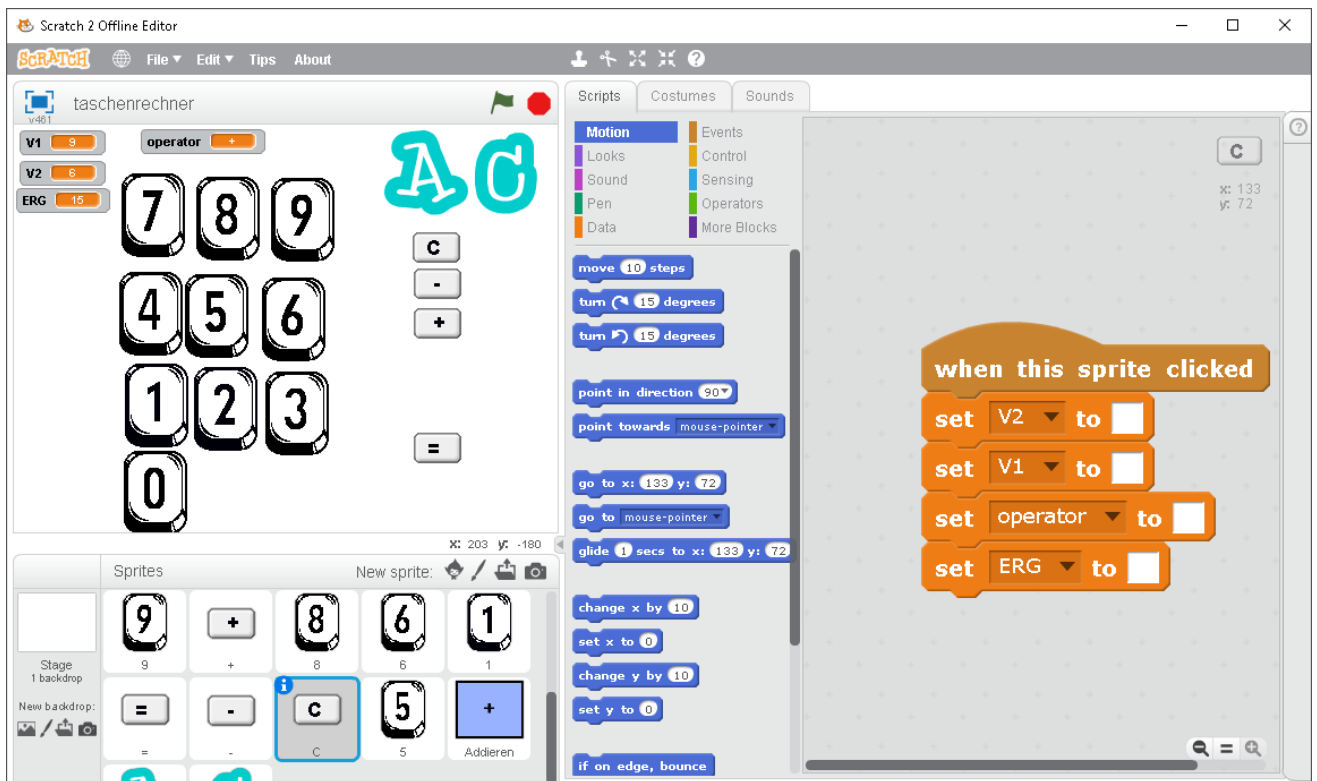 Scratch 2 Offline Editor
SCRATCH File Edit Tips About
taschenrechner
v461
V1 9
operator +
V2 6
ERG 15
A C
7 8 9
C
-
+
4 5 6
1 2 3
=
0
X: 203 y: -180
Sprites New sprite:
Stage
1 backdrop
New backdrop:
9 + 8 6 1
9 + 8 6 1
= - C 5 +
= - C 5 Addieren
Scripts Costumes Sounds
Motion Events
Looks Control
Sound Sensing
Pen Operators
Data More Blocks
move 10 steps
turn 15 degrees
turn 15 degrees
point in direction 90
point towards mouse-pointer
go to x: 133 y: 72
go to mouse-pointer
glide 1 secs to x: 133 y: 72
change x by 10
set x to 0
change y by 10
set y to 0
if on edge, bounce
C
x: 133
y: 72
when this sprite clicked
set V2 to
set V1 to
set operator to
set ERG to